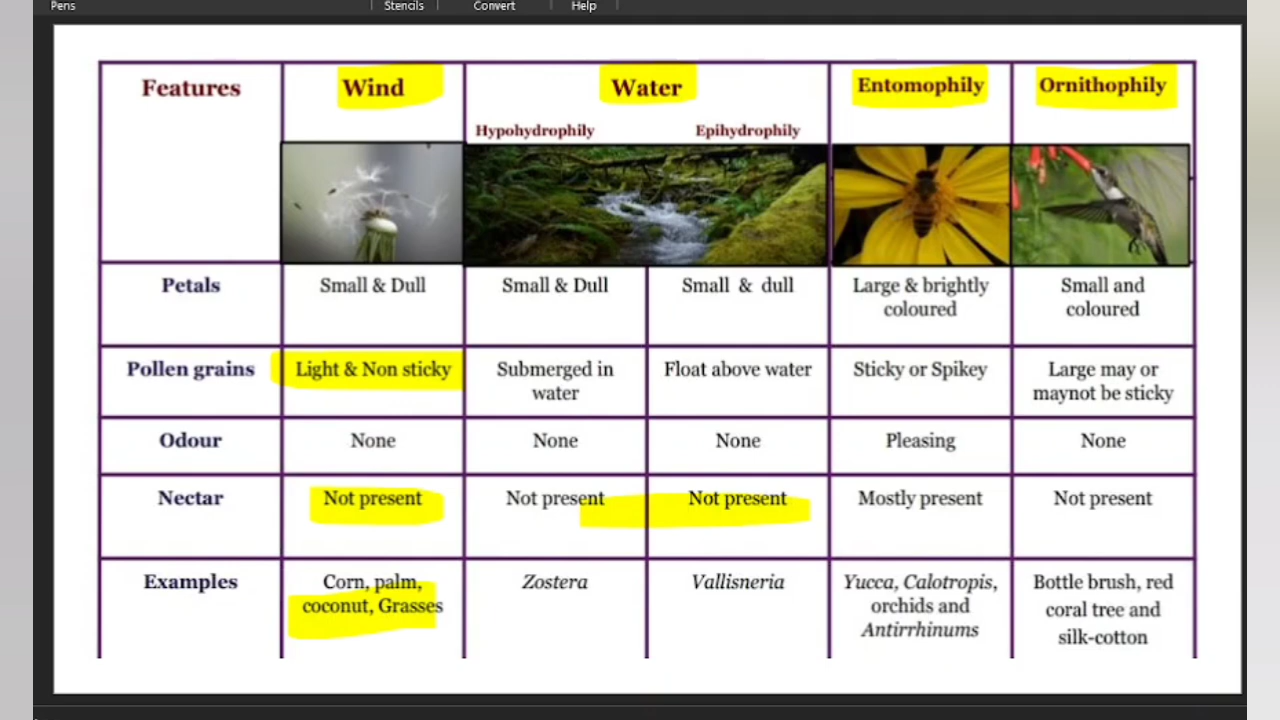 Pens Stencils Convert Help
Features Wind Water Entomophily Ornithophily
Hypohydrophily Epihydrophily
Petals Small & Dull Small & Dull Small & dull Large & brightly coloured Small and coloured
Pollen grains Light & Non sticky Submerged in water Float above water Sticky or Spikey Large may or maynot be sticky
Odour None None None Pleasing None
Nectar Not present Not present Not present Mostly present Not present
Examples Corn, palm, coconut, Grasses Zostera Vallisneria Yucca, Calotropis, orchids and Antirrhinums Bottle brush, red coral tree and silk-cotton